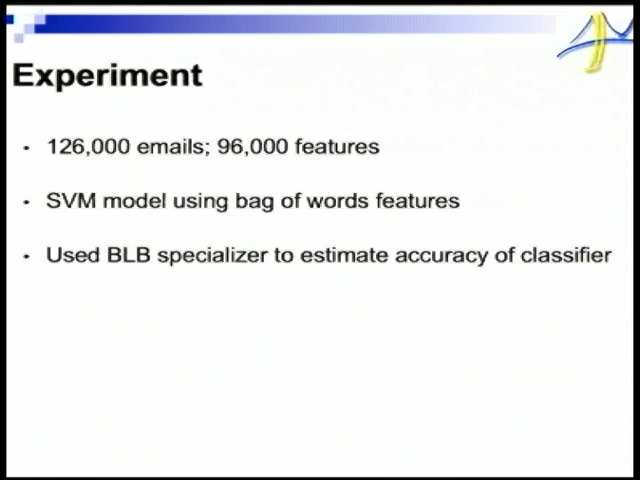 Experiment
126,000 emails; 96,000 features
SVM model using bag of words features
Used BLB specializer to estimate accuracy of classifier